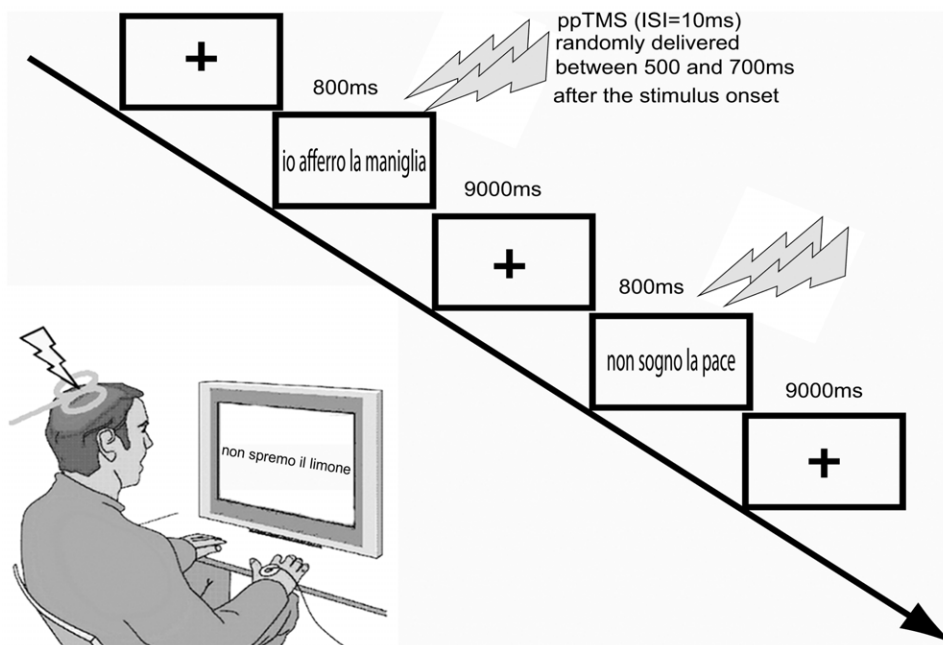 ppTMS (ISI=10ms)
randomly delivered
between 500 and 700ms
after the stimulus onset
+
800ms
io afferro la maniglia
9000ms
+
800ms
non sogno la pace
9000ms
+
non spremo il limone